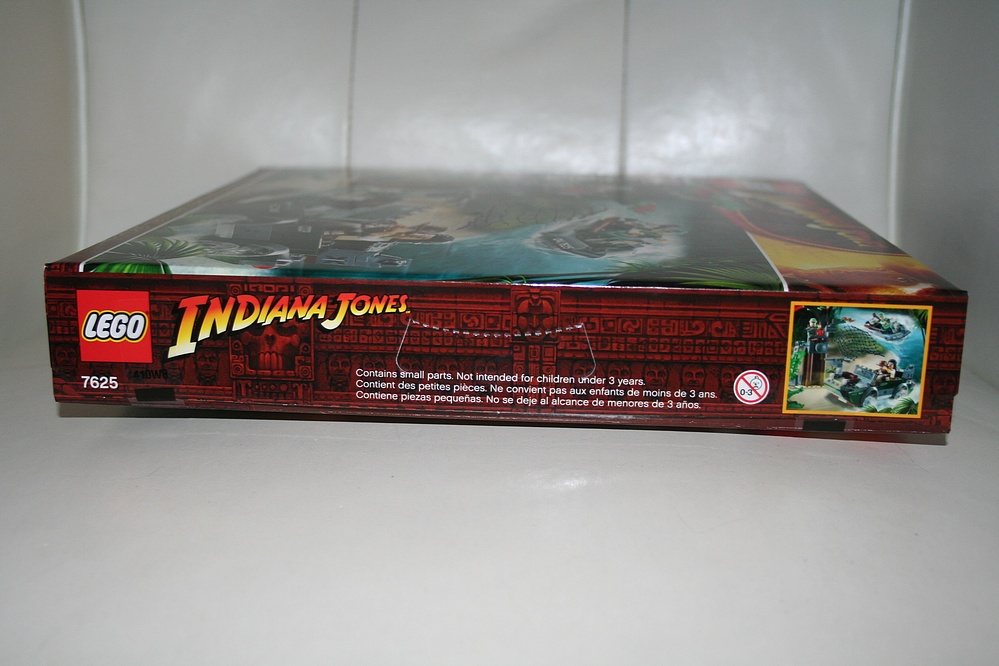 LEGO
INDIANA JONES
7625
Contains small parts. Not intended for children under 3 years.
Contient des petites pièces. Ne convient pas aux enfants de moins de 3 ans.
Contiene piezas pequeñas. No se deje al alcance de menores de 3 años.
0-3